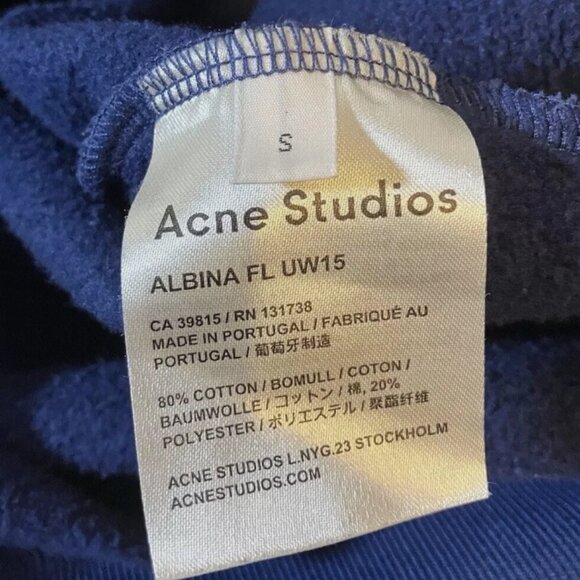 S
Acne Studios
ALBINA FL UW15
CA 39815 / RN 131738
MADE IN PORTUGAL / FABRIQUÉ AU
PORTUGAL / 葡萄牙制造
80% COTTON / BOMULL / COTON /
BAUMWOLLE / コットン / 棉, 20%
POLYESTER / ポリエステル / 聚酯纤维
ACNE STUDIOS L.NYG.23 STOCKHOLM
ACNESTUDIOS.COM